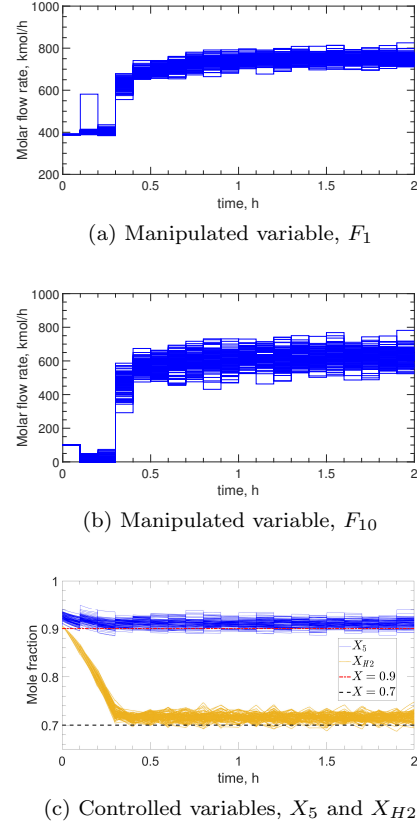 1000
800
600
400
200
0
0.5
1
1.5
2
Molar flow rate, kmol/h
time, h
(a) Manipulated variable, F1
1000
800
600
400
200
0
0
0.5
1
1.5
2
Molar flow rate, kmol/h
time, h
(b) Manipulated variable, F10
1
0.9
0.8
0.7
0
0.5
1
1.5
2
Mole fraction
X5
XH2
X = 0.9
X = 0.7
time, h
(c) Controlled variables, X5 and XH2